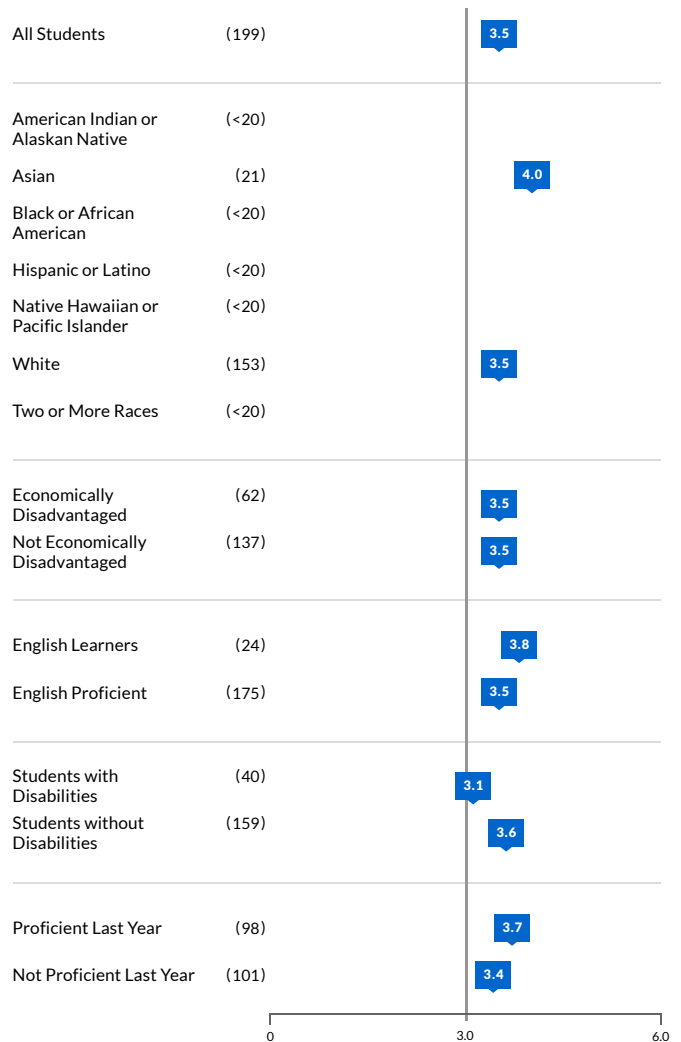 All Students (199) 3.5
American Indian or (<20)
Alaskan Native
Asian (21) 4.0
Black or African (<20)
American
Hispanic or Latino (<20)
Native Hawaiian or (<20)
Pacific Islander
White (153) 3.5
Two or More Races (<20)
Economically (62) 3.5
Disadvantaged
Not Economically (137) 3.5
Disadvantaged
English Learners (24) 3.8
English Proficient (175) 3.5
Students with (40) 3.1
Disabilities
Students without (159) 3.6
Disabilities
Proficient Last Year (98) 3.7
Not Proficient Last Year (101) 3.4
0 3.0 6.0